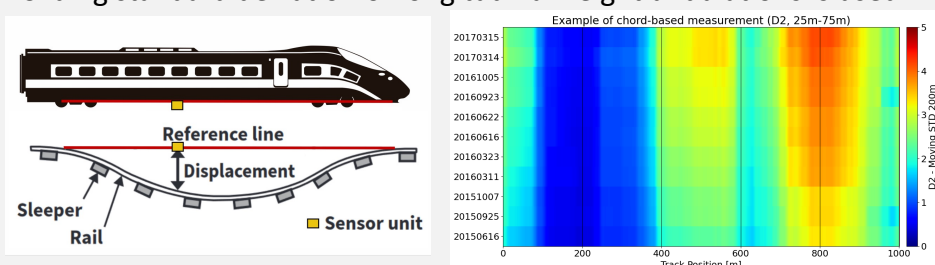 Reference line
Displacement
Sleeper
Rail
Sensor unit
Example of chord-based measurement (D2, 25m-75m)
20170315
20170314
20161005
20160923
20160622
20160616
20160323
20160311
20151007
20150925
20150616
0 200 400 600 800 1000
Track Position [m]
5
4
3
2
1
0
D2 - Moving STD 200m